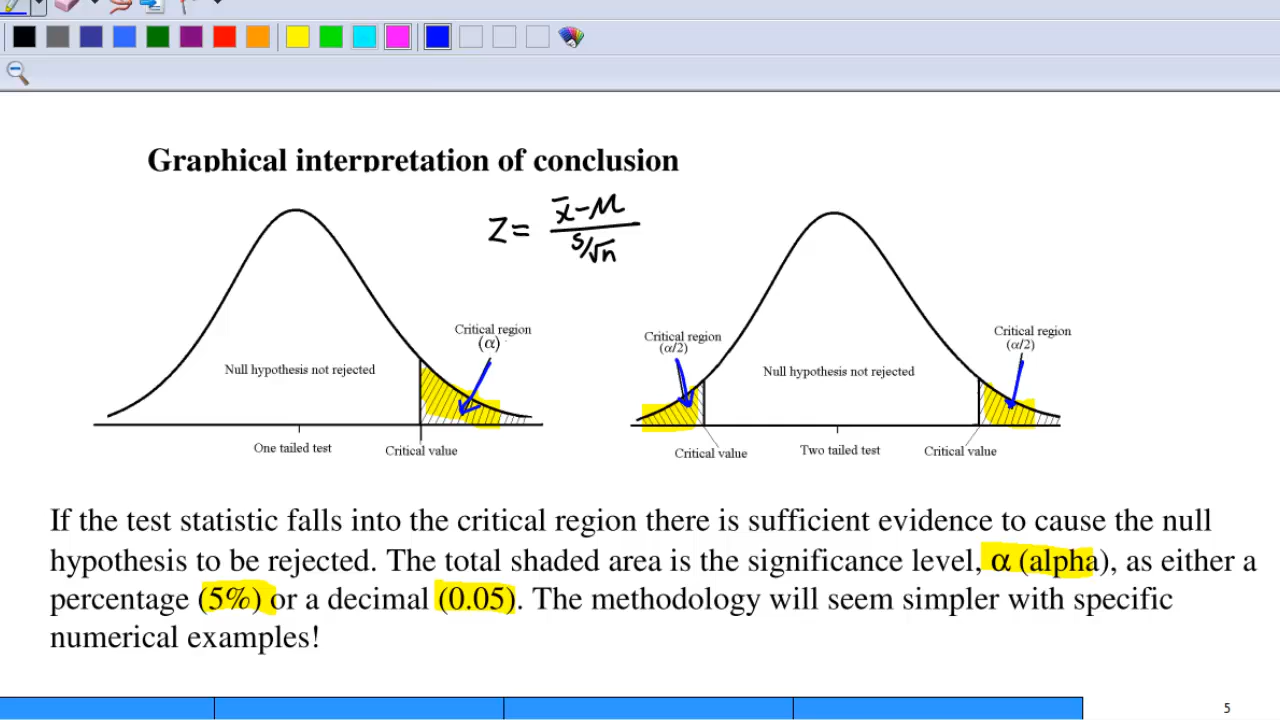 Graphical interpretation of conclusion
Z = x̄ - M
s/√n
Critical region
(α)
Null hypothesis not rejected
One tailed test
Critical value
Critical region
(α/2)
Critical region
(α/2)
Null hypothesis not rejected
Critical value
Two tailed test
Critical value
If the test statistic falls into the critical region there is sufficient evidence to cause the null
hypothesis to be rejected. The total shaded area is the significance level, α (alpha), as either a
percentage (5%) or a decimal (0.05). The methodology will seem simpler with specific
numerical examples!
5